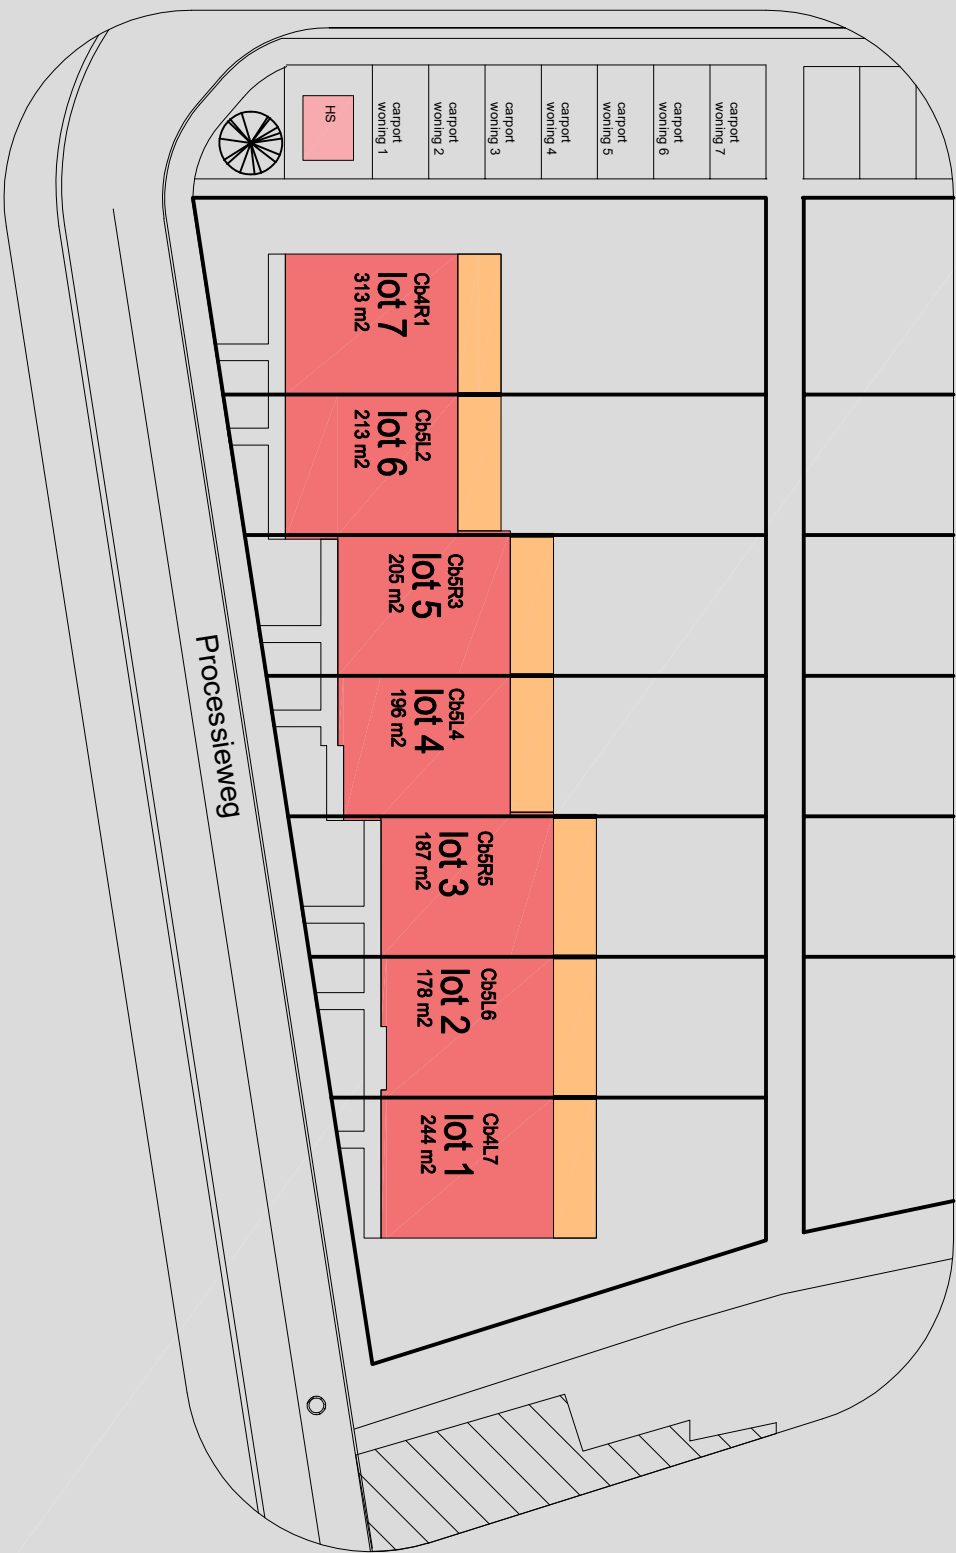 HS
carport
woning 1
carport
woning 2
carport
woning 3
carport
woning 4
carport
woning 5
carport
woning 6
carport
woning 7
Cb4R1
lot 7
313 m2
Cb5L2
lot 6
213 m2
Cb5R3
lot 5
205 m2
Cb5L4
lot 4
196 m2
Cb5R5
lot 3
187 m2
Cb5L6
lot 2
178 m2
Cb4L7
lot 1
244 m2
Processieweg